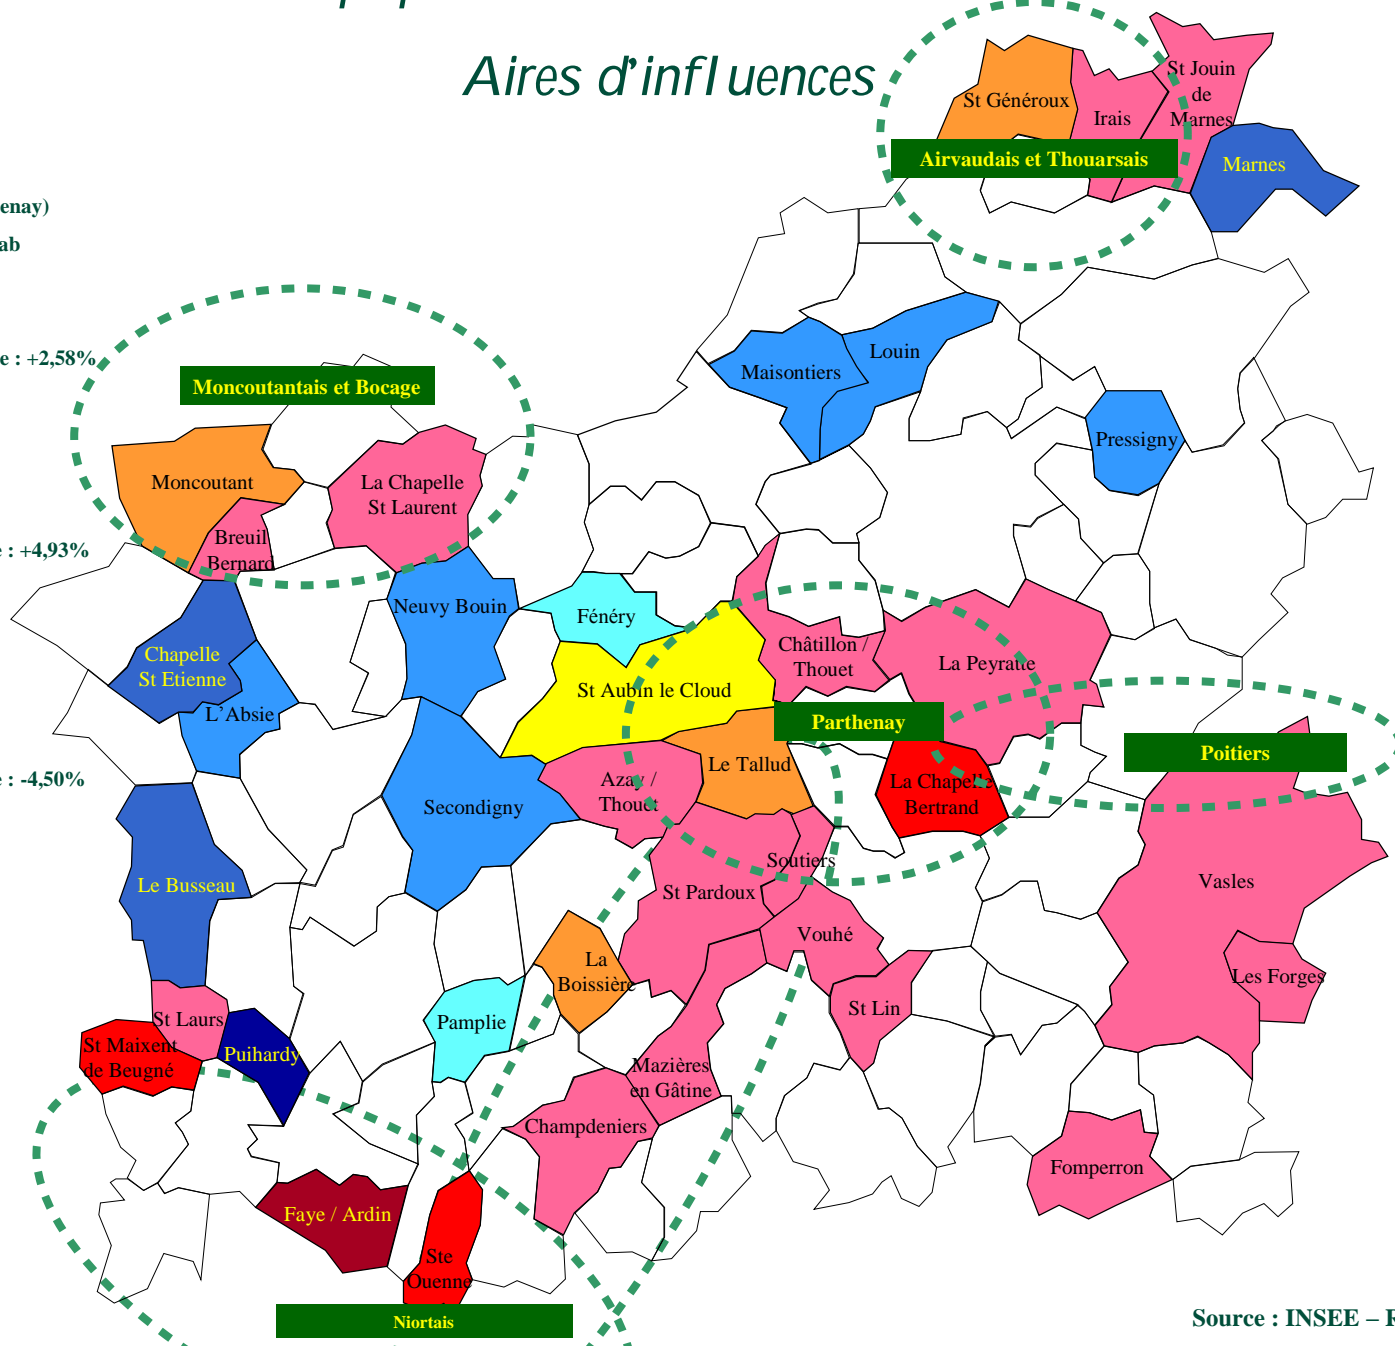 Aires d'influences
St Généroux
Irais
St Jouin
de
Marnes
Airvaudais et Thouarsais
Marnes
enay)
ab
e : +2,58%
Moncoutantais et Bocage
Louin
Maisontiers
Pressigny
Moncoutant
La Chapelle
St Laurent
Breuil
Bernard
e : +4,93%
Neuvy Bouin
Fénéry
Chapelle
St Etienne
Châtillon /
Thouet
La Peyratte
St Aubin le Cloud
L'Absie
Parthenay
Poitiers
e : -4,50%
Azay /
Thouet
Le Tallud
La Chapelle
Bertrand
Secondigny
Soutiers
Le Busseau
St Pardoux
Vasles
Vouhé
La
Boissière
Les Forges
St Lin
St Laurs
Pamplie
St Maixent
de Beugné
Puihardy
Mazières
en Gâtine
Champdeniers
Fomperron
Faye / Ardin
Ste
Ouenne
Niortais
Source : INSEE – R